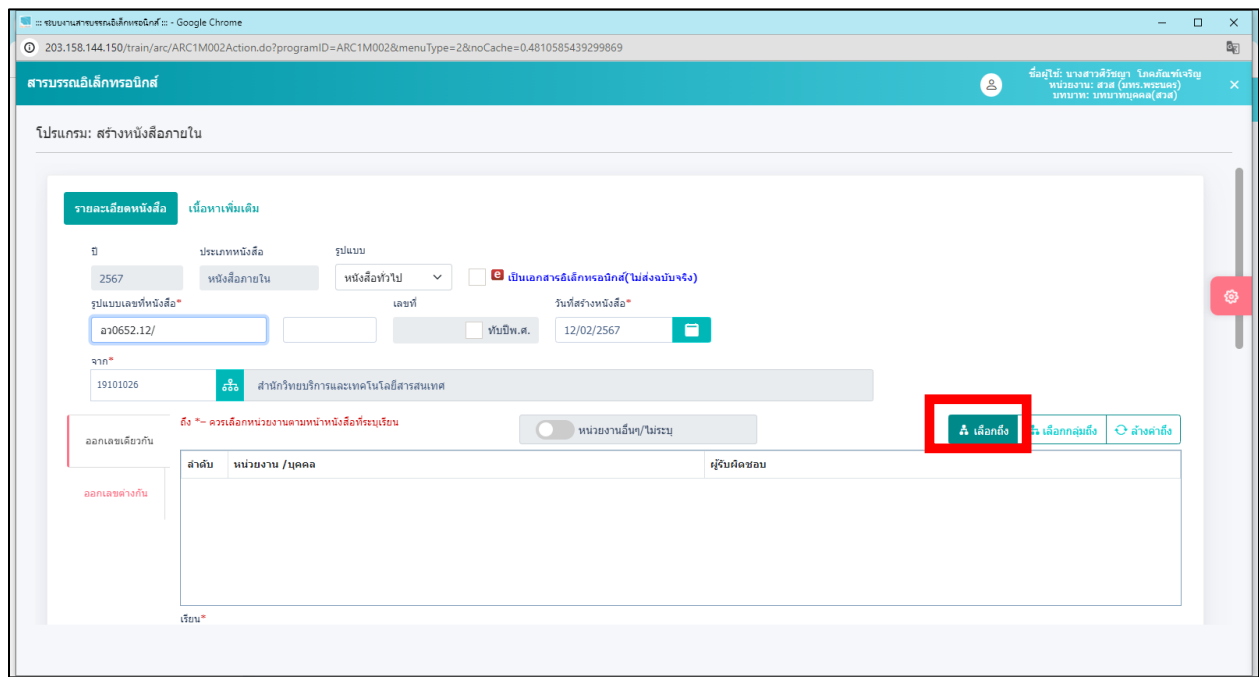 ::: ระบบงานสารบรรณอิเล็กทรอนิกส์ ::: - Google Chrome
203.158.144.150/train/arc/ARC1M002Action.do?programID=ARC1M002&menuType=2&noCache=0.4810585439299869
สารบรรณอิเล็กทรอนิกส์
ชื่อผู้ใช้: นางสาวศิวัชญา โภคภัณฑ์เจริญ
หน่วยงาน: สวส (มทร.พระนคร)
บทบาท: บทบาทบุคคล(สวส)
โปรแกรม: สร้างหนังสือภายใน
รายละเอียดหนังสือ เนื้อหาเพิ่มเติม
ปี ประเภทหนังสือ รูปแบบ
2567 หนังสือภายใน หนังสือทั่วไป e เป็นเอกสารอิเล็กทรอนิกส์(ไม่ส่งฉบับจริง)
รูปแบบเลขที่หนังสือ* เลขที่ วันที่สร้างหนังสือ*
อว0652.12/ ทับปีพ.ศ. 12/02/2567
จาก*
19101026 สำนักวิทยบริการและเทคโนโลยีสารสนเทศ
ถึง *– ควรเลือกหน่วยงานตามหน้าหนังสือที่ระบุเรียน หน่วยงานอื่นๆ/ไม่ระบุ เลือกถึง เลือกกลุ่มถึง ล้างค่าถึง
ออกเลขเดียวกัน
ลำดับ หน่วยงาน /บุคคล ผู้รับผิดชอบ
ออกเลขต่างกัน
เรียน*